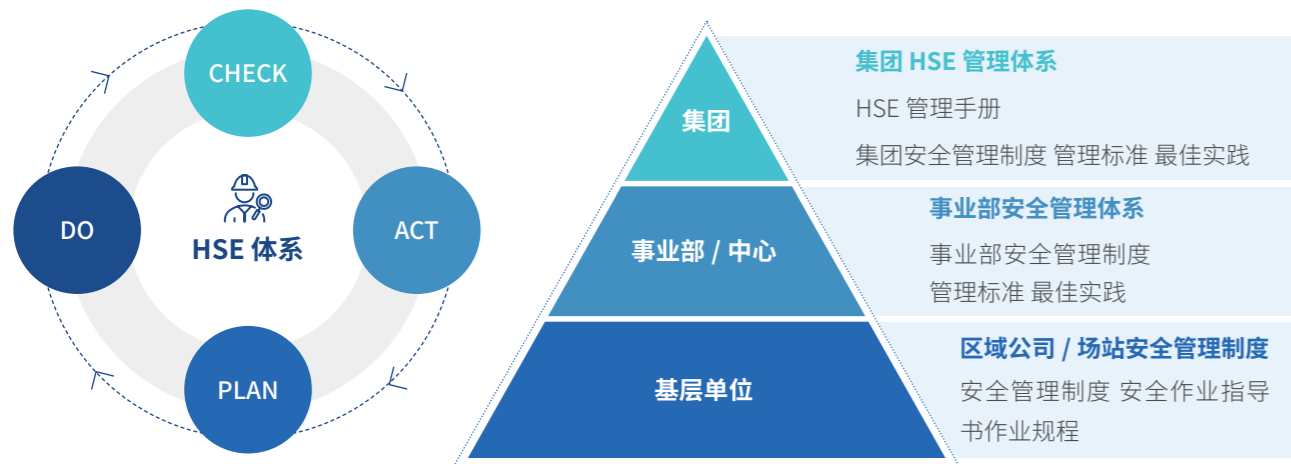 CHECK
DO
HSE 体系
ACT
PLAN
集团
事业部 / 中心
基层单位
集团 HSE 管理体系
HSE 管理手册
集团安全管理制度 管理标准 最佳实践
事业部安全管理体系
事业部安全管理制度
管理标准 最佳实践
区域公司 / 场站安全管理制度
安全管理制度 安全作业指导
书作业规程